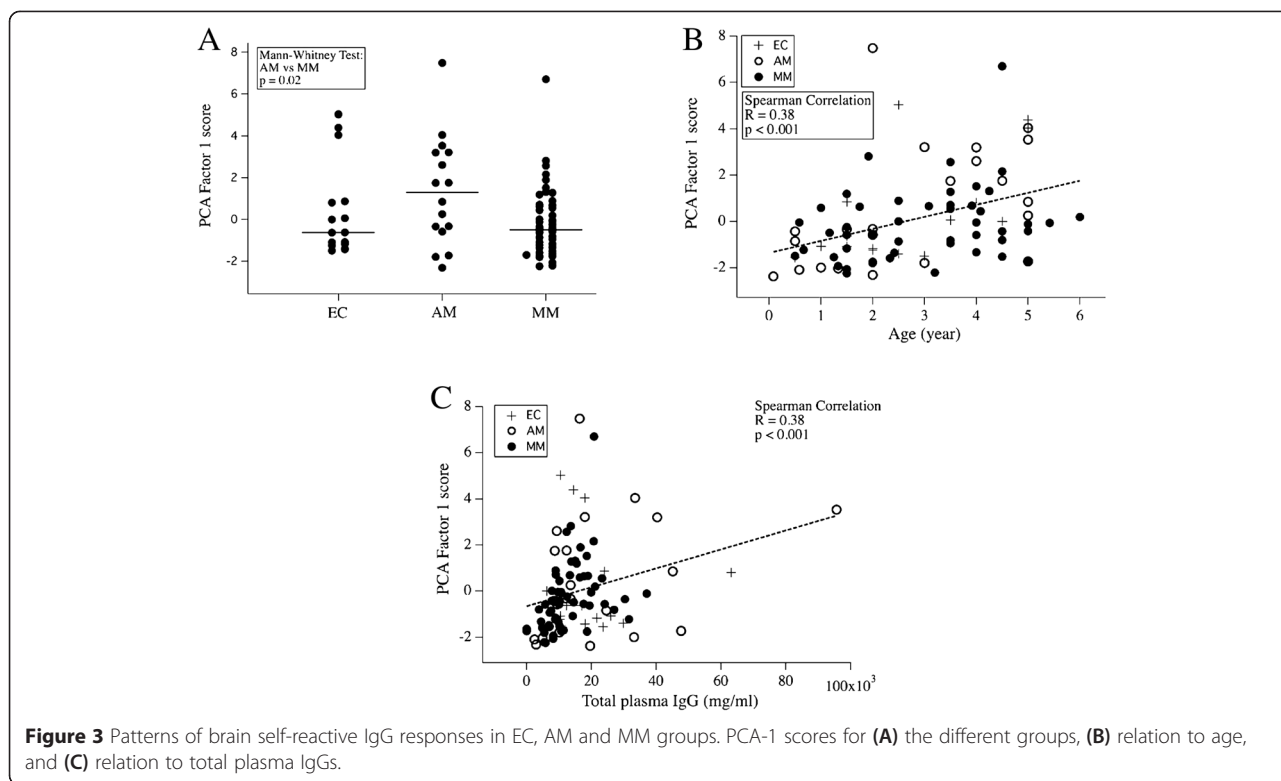 A
Mann-Whitney Test:
AM vs MM
p = 0.02
PCA Factor 1 score
8
6
4
2
0
-2
EC AM MM
B
+ EC
AM
MM
Spearman Correlation
R = 0.38
p < 0.001
PCA Factor 1 score
8
6
4
2
0
-2
0 1 2 3 4 5 6
Age (year)
C
+ EC
AM
MM
Spearman Correlation
R = 0.38
p < 0.001
PCA Factor 1 score
8
6
4
2
0
-2
0 20 40 60 80 100x10³
Total plasma IgG (mg/ml)
Figure 3 Patterns of brain self-reactive IgG responses in EC, AM and MM groups. PCA-1 scores for (A) the different groups, (B) relation to age,
and (C) relation to total plasma IgGs.